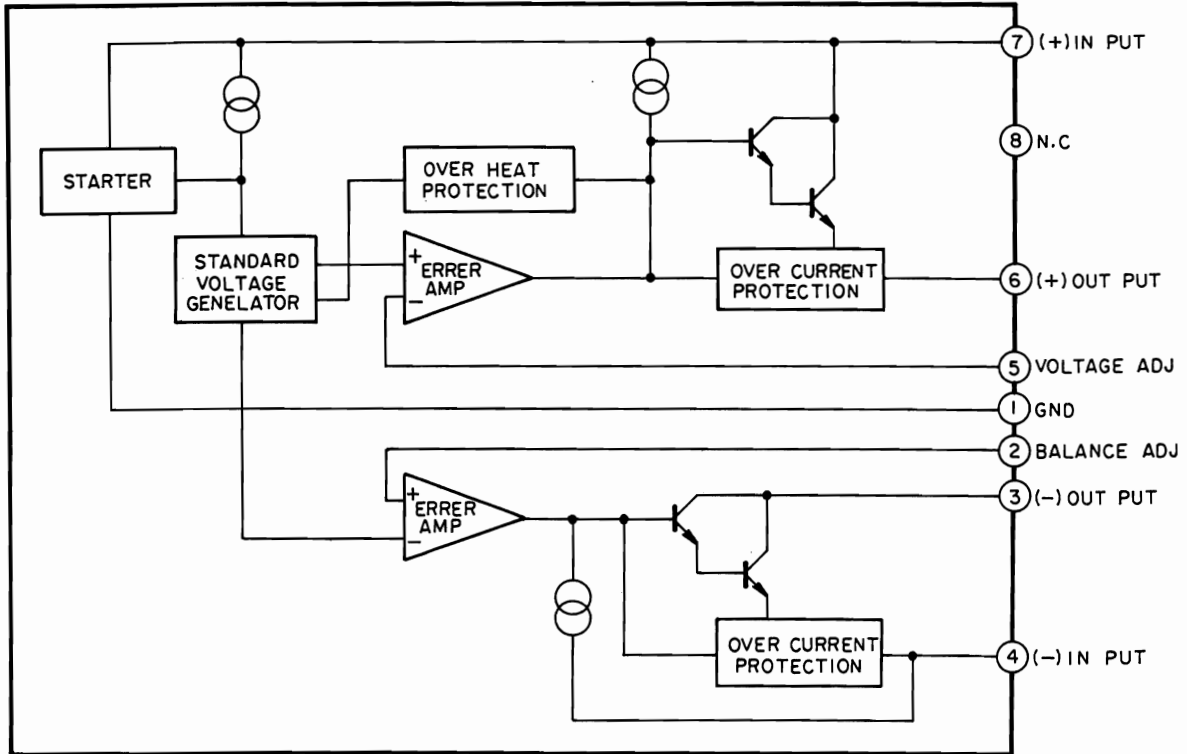 7 (+)IN PUT
8 N.C
STARTER
OVER HEAT
PROTECTION
STANDARD
VOLTAGE
GENELATOR
+
ERRER
AMP
−
OVER CURRENT
PROTECTION
6 (+)OUT PUT
5 VOLTAGE ADJ
1 GND
2 BALANCE ADJ
+
ERRER
AMP
−
3 (−)OUT PUT
OVER CURRENT
PROTECTION
4 (−)IN PUT